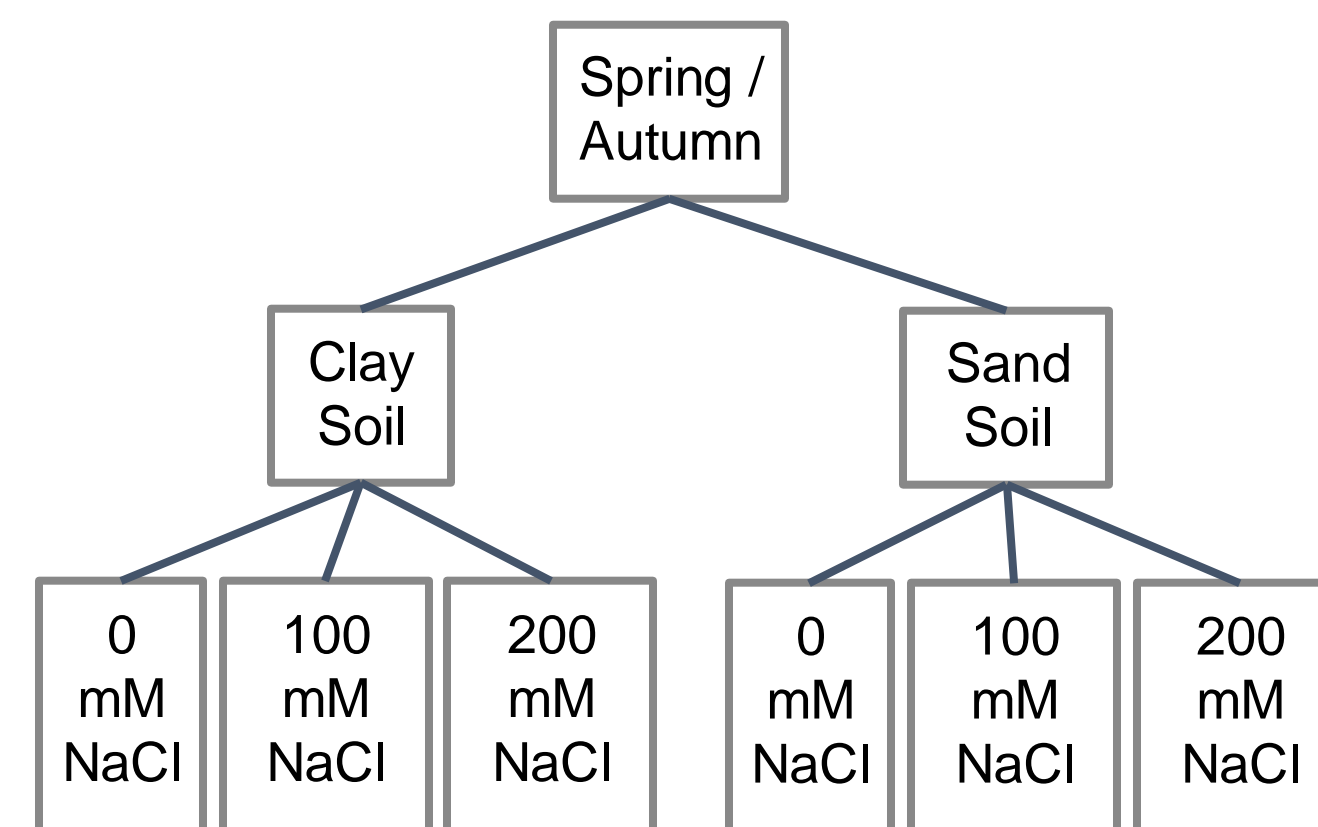 Spring /
Autumn
Clay
Soil
Sand
Soil
0
mM
NaCl
100
mM
NaCl
200
mM
NaCl
0
mM
NaCl
100
mM
NaCl
200
mM
NaCl